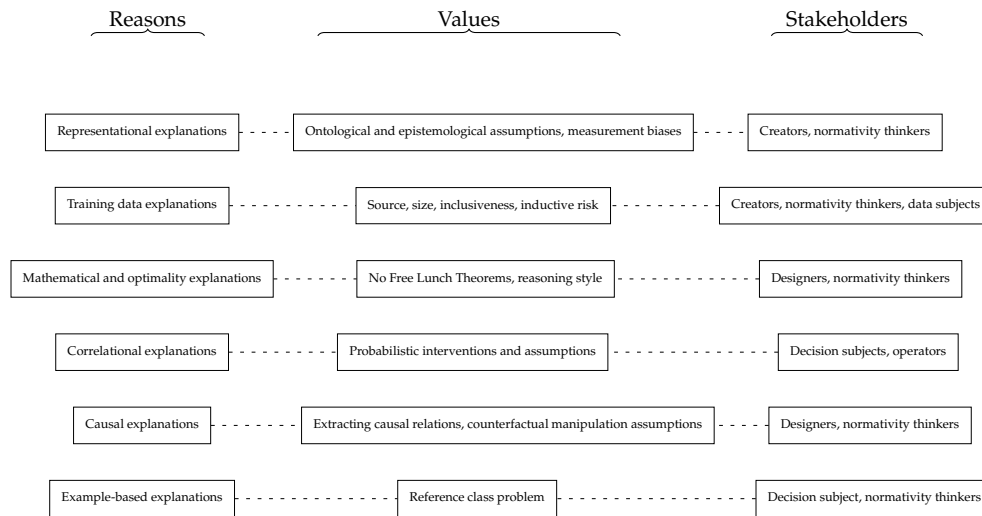 Reasons Values Stakeholders
Representational explanations Ontological and epistemological assumptions, measurement biases Creators, normativity thinkers
Training data explanations Source, size, inclusiveness, inductive risk Creators, normativity thinkers, data subjects
Mathematical and optimality explanations No Free Lunch Theorems, reasoning style Designers, normativity thinkers
Correlational explanations Probabilistic interventions and assumptions Decision subjects, operators
Causal explanations Extracting causal relations, counterfactual manipulation assumptions Designers, normativity thinkers
Example-based explanations Reference class problem Decision subject, normativity thinkers